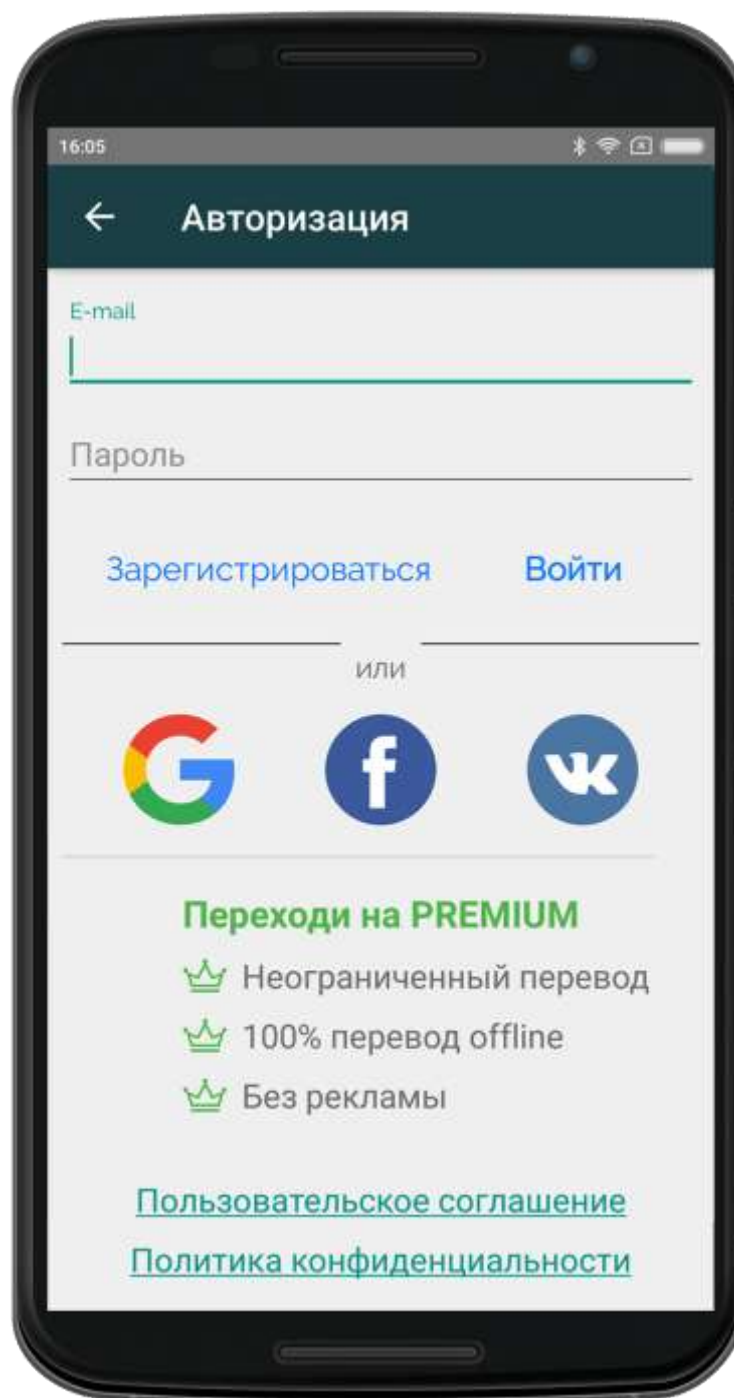 16:05
Авторизация
E-mail
Пароль
Зарегистрироваться Войти
или
Переходи на PREMIUM
Неограниченный перевод
100% перевод offline
Без рекламы
Пользовательское соглашение
Политика конфиденциальности